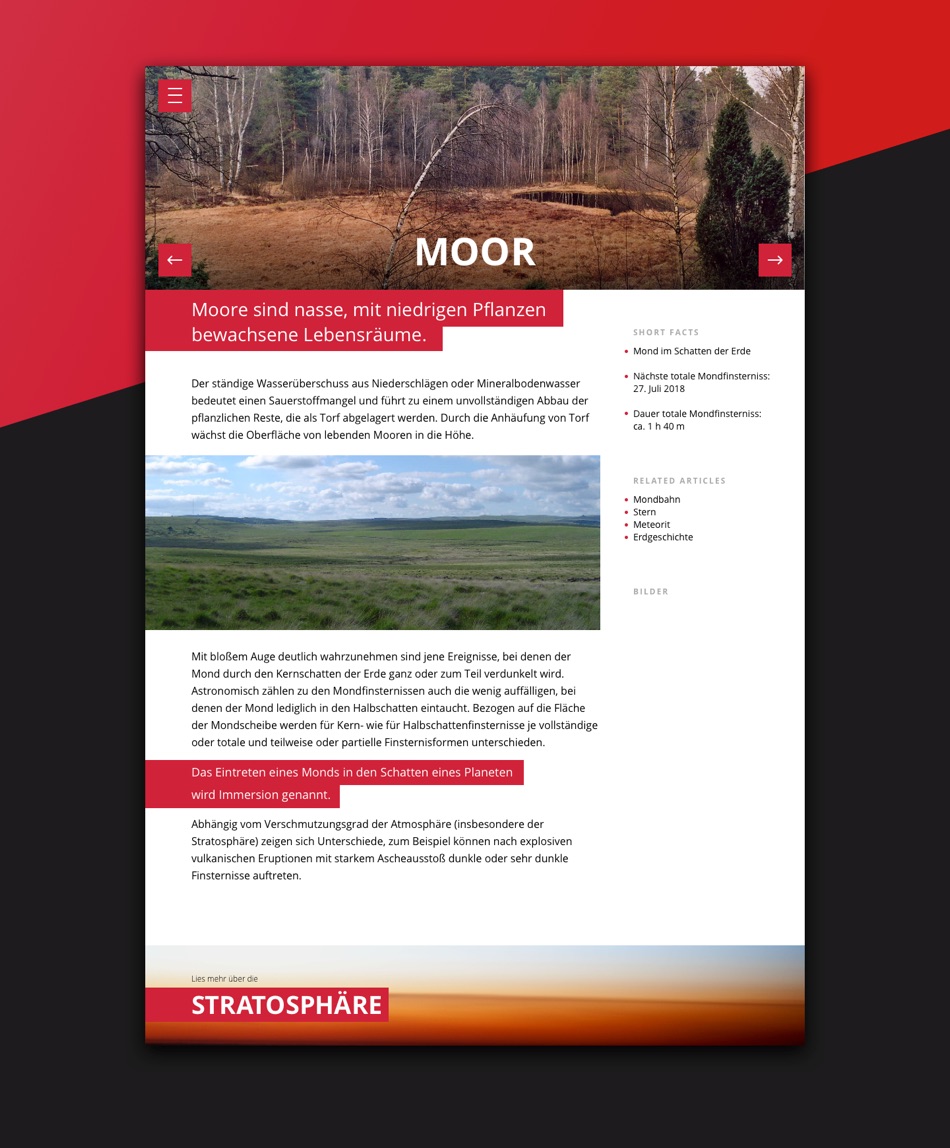 MOOR
Moore sind nasse, mit niedrigen Pflanzen
bewachsene Lebensräume.
Der ständige Wasserüberschuss aus Niederschlägen oder Mineralbodenwasser
bedeutet einen Sauerstoffmangel und führt zu einem unvollständigen Abbau der
pflanzlichen Reste, die als Torf abgelagert werden. Durch die Anhäufung von Torf
wächst die Oberfläche von lebenden Mooren in die Höhe.
Mit bloßem Auge deutlich wahrzunehmen sind jene Ereignisse, bei denen der
Mond durch den Kernschatten der Erde ganz oder zum Teil verdunkelt wird.
Astronomisch zählen zu den Mondfinsternissen auch die wenig auffälligen, bei
denen der Mond lediglich in den Halbschatten eintaucht. Bezogen auf die Fläche
der Mondscheibe werden für Kern- wie für Halbschattenfinsternisse je vollständige
oder totale und teilweise oder partielle Finsternisformen unterschieden.
Das Eintreten eines Monds in den Schatten eines Planeten
wird Immersion genannt.
Abhängig vom Verschmutzungsgrad der Atmosphäre (insbesondere der
Stratosphäre) zeigen sich Unterschiede, zum Beispiel können nach explosiven
vulkanischen Eruptionen mit starkem Ascheausstoß dunkle oder sehr dunkle
Finsternisse auftreten.
SHORT FACTS
Mond im Schatten der Erde
Nächste totale Mondfinsterniss:
27. Juli 2018
Dauer totale Mondfinsterniss:
ca. 1 h 40 m
RELATED ARTICLES
Mondbahn
Stern
Meteorit
Erdgeschichte
BILDER
Lies mehr über die
STRATOSPHÄRE